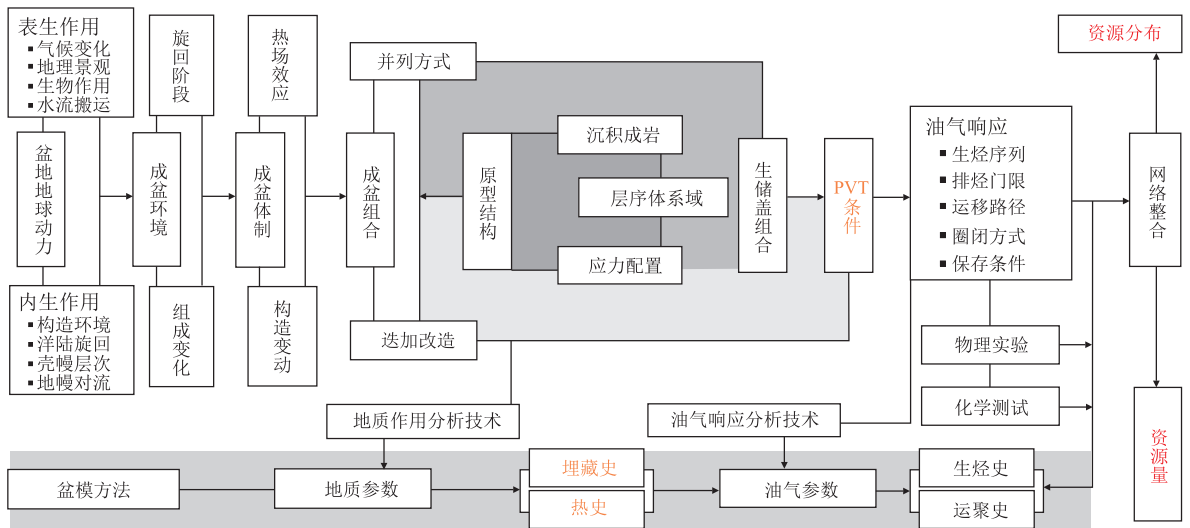 表生作用
▪气候变化
▪地理景观
▪生物作用
▪水流搬运
盆地地球动力
内生作用
▪构造环境
▪洋陆旋回
▪壳幔层次
▪地幔对流
旋回阶段
成盆环境
组成变化
热场效应
成盆体制
构造变动
并列方式
成盆组合
迭加改造
原型结构
沉积成岩
层序体系域
应力配置
生储盖组合
PVT
条件
油气响应
▪生烃序列
▪排烃门限
▪运移路径
▪圈闭方式
▪保存条件
物理实验
化学测试
资源分布
网络整合
资源量
地质作用分析技术
油气响应分析技术
盆模方法
地质参数
埋藏史
热史
油气参数
生烃史
运聚史